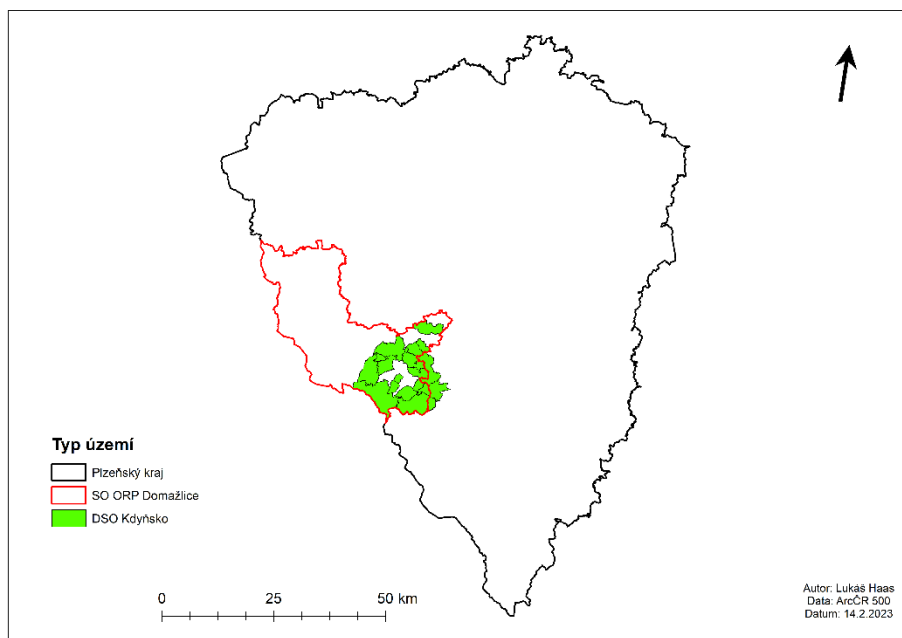 Typ území
Plzeňský kraj
SO ORP Domažlice
DSO Kdyňsko
0 25 50 km
Autor: Lukáš Haas
Data: ArcČR 500
Datum: 14.2.2023